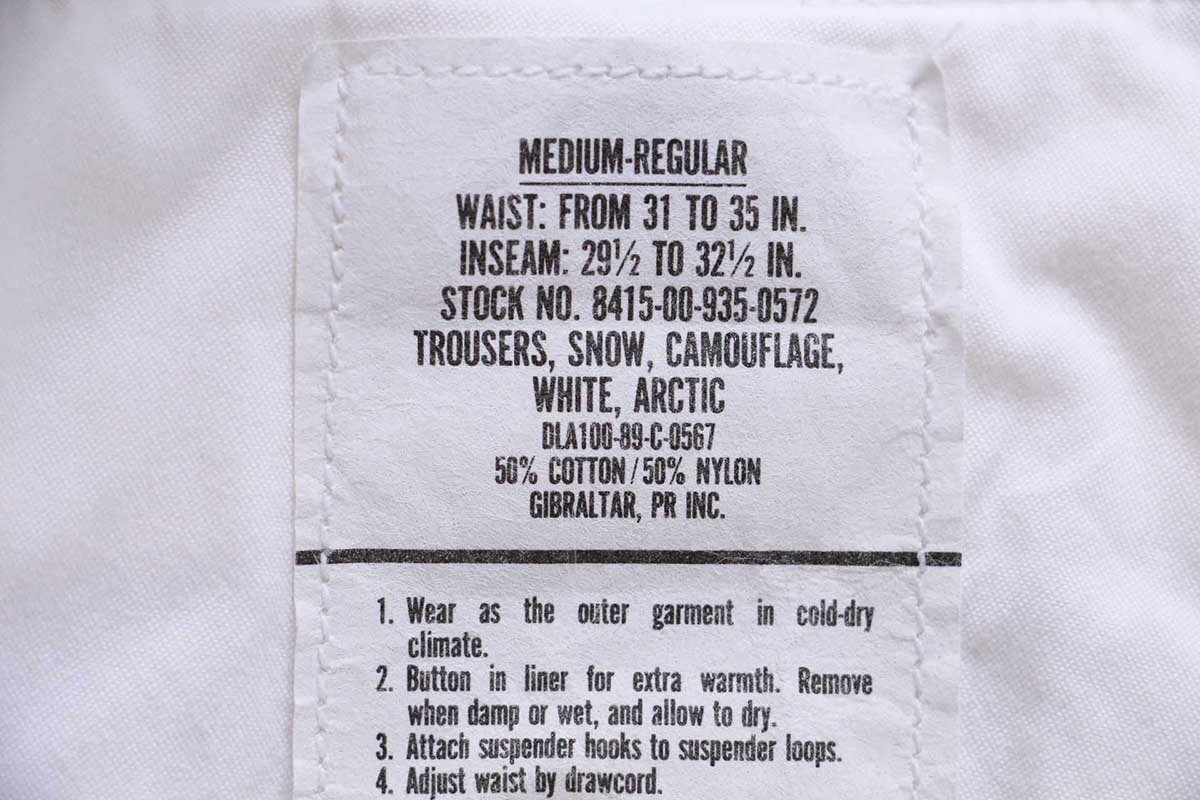 MEDIUM-REGULAR
WAIST: FROM 31 TO 35 IN.
INSEAM: 29½ TO 32½ IN.
STOCK NO. 8415-00-935-0572
TROUSERS, SNOW, CAMOUFLAGE,
WHITE, ARCTIC
DLA100-89-C-0567
50% COTTON/50% NYLON
GIBRALTAR, PR INC.
1. Wear as the outer garment in cold-dry
climate.
2. Button in liner for extra warmth. Remove
when damp or wet, and allow to dry.
3. Attach suspender hooks to suspender loops.
4. Adjust waist by drawcord.